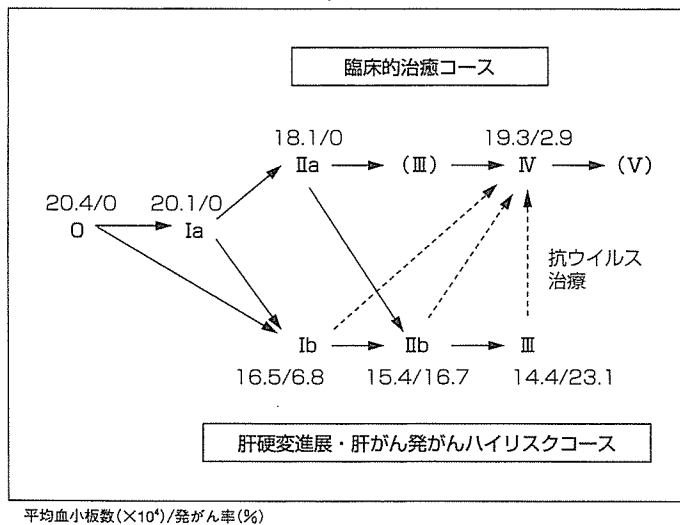 臨床的治癒コース
18.1/0 19.3/2.9
Ⅱa (Ⅲ) Ⅳ (Ⅴ)
20.4/0 20.1/0
0 Ⅰa
抗ウイルス
治療
Ⅰb Ⅱb Ⅲ
16.5/6.8 15.4/16.7 14.4/23.1
肝硬変進展・肝がん発がんハイリスクコース
平均血小板数(×10⁴)/発がん率(%)